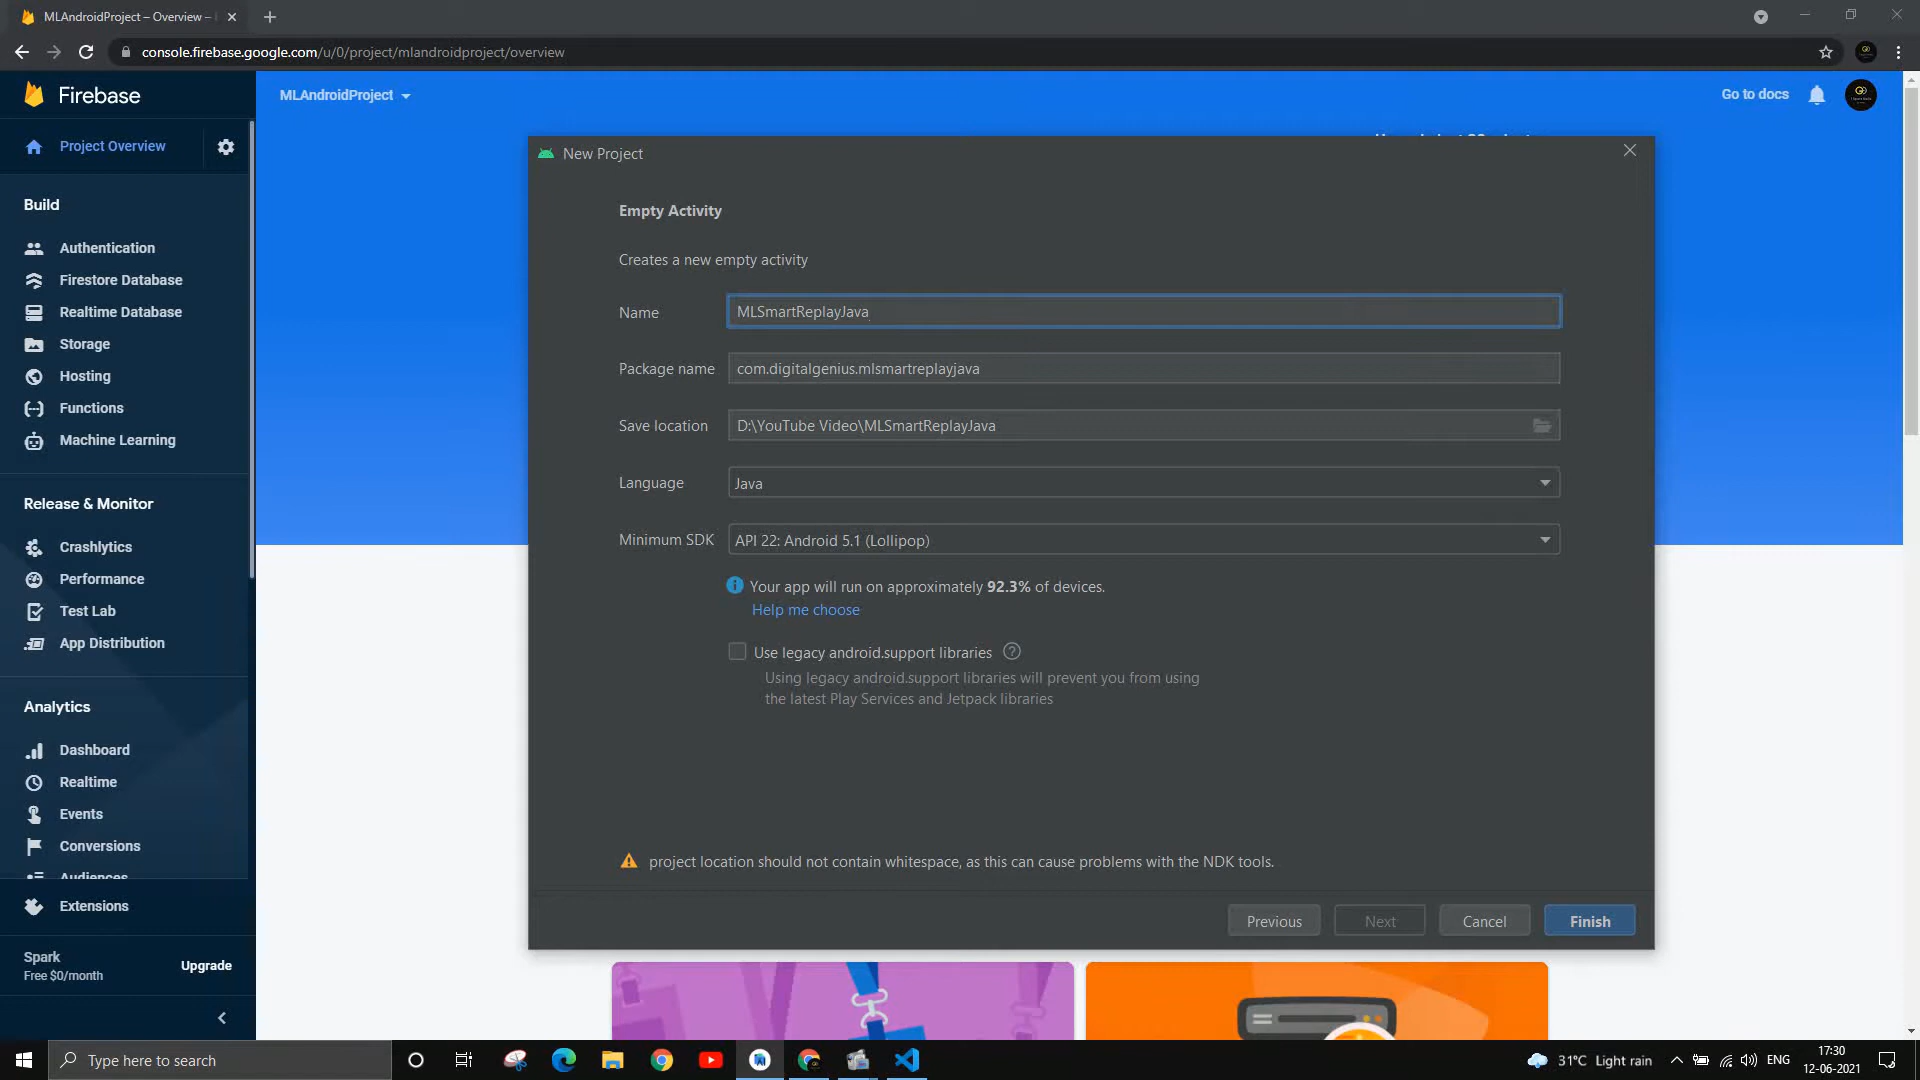 MLAndroidProject – Overview –
console.firebase.google.com/u/0/project/mlandroidproject/overview
Firebase
MLAndroidProject
Go to docs
Project Overview
Build
Authentication
Firestore Database
Realtime Database
Storage
Hosting
Functions
Machine Learning
Release & Monitor
Crashlytics
Performance
Test Lab
App Distribution
Analytics
Dashboard
Realtime
Events
Conversions
Audiences
Extensions
Spark
Free $0/month
Upgrade
New Project
Empty Activity
Creates a new empty activity
Name
MLSmartReplayJava
Package name
com.digitalgenius.mlsmartreplayjava
Save location
D:\YouTube Video\MLSmartReplayJava
Language
Java
Minimum SDK
API 22: Android 5.1 (Lollipop)
Your app will run on approximately 92.3% of devices.
Help me choose
Use legacy android.support libraries
Using legacy android.support libraries will prevent you from using
the latest Play Services and Jetpack libraries
project location should not contain whitespace, as this can cause problems with the NDK tools.
Previous
Next
Cancel
Finish
Type here to search
31°C Light rain
ENG
17:30
12-06-2021